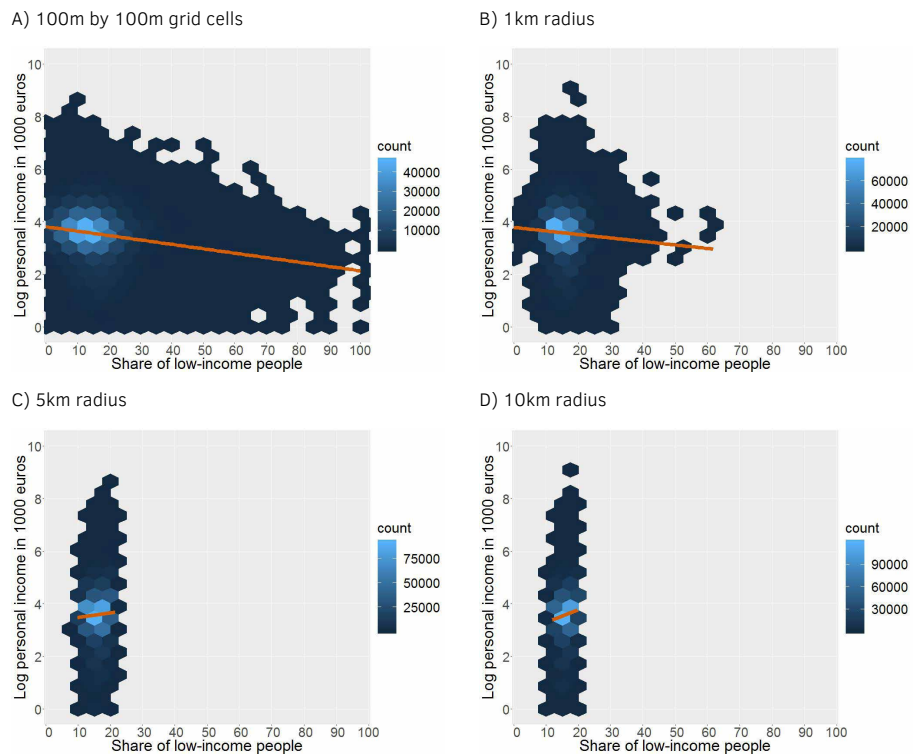 A) 100m by 100m grid cells
Log personal income in 1000 euros
10
8
6
4
2
0
0 10 20 30 40 50 60 70 80 90 100
Share of low-income people
count
40000
30000
20000
10000
B) 1km radius
Log personal income in 1000 euros
10
8
6
4
2
0
0 10 20 30 40 50 60 70 80 90 100
Share of low-income people
count
60000
40000
20000
C) 5km radius
Log personal income in 1000 euros
10
8
6
4
2
0
0 10 20 30 40 50 60 70 80 90 100
Share of low-income people
count
75000
50000
25000
D) 10km radius
Log personal income in 1000 euros
10
8
6
4
2
0
0 10 20 30 40 50 60 70 80 90 100
Share of low-income people
count
90000
60000
30000